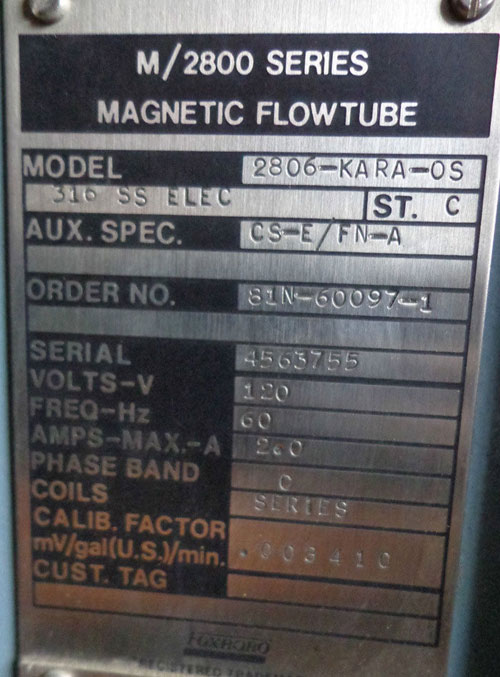 M/2800 SERIES
MAGNETIC FLOWTUBE
MODEL 2806-KARA-OS
316 SS ELEC ST. C
AUX. SPEC. CS-E/FN-A
ORDER NO. 81N-60097-1
SERIAL 4563755
VOLTS-V 120
FREQ-Hz 60
AMPS-MAX.-A 2.0
PHASE BAND C
COILS SERIES
CALIB. FACTOR
mV/gal(U.S.)/min. .003410
CUST. TAG
FOXBORO
REGISTERED